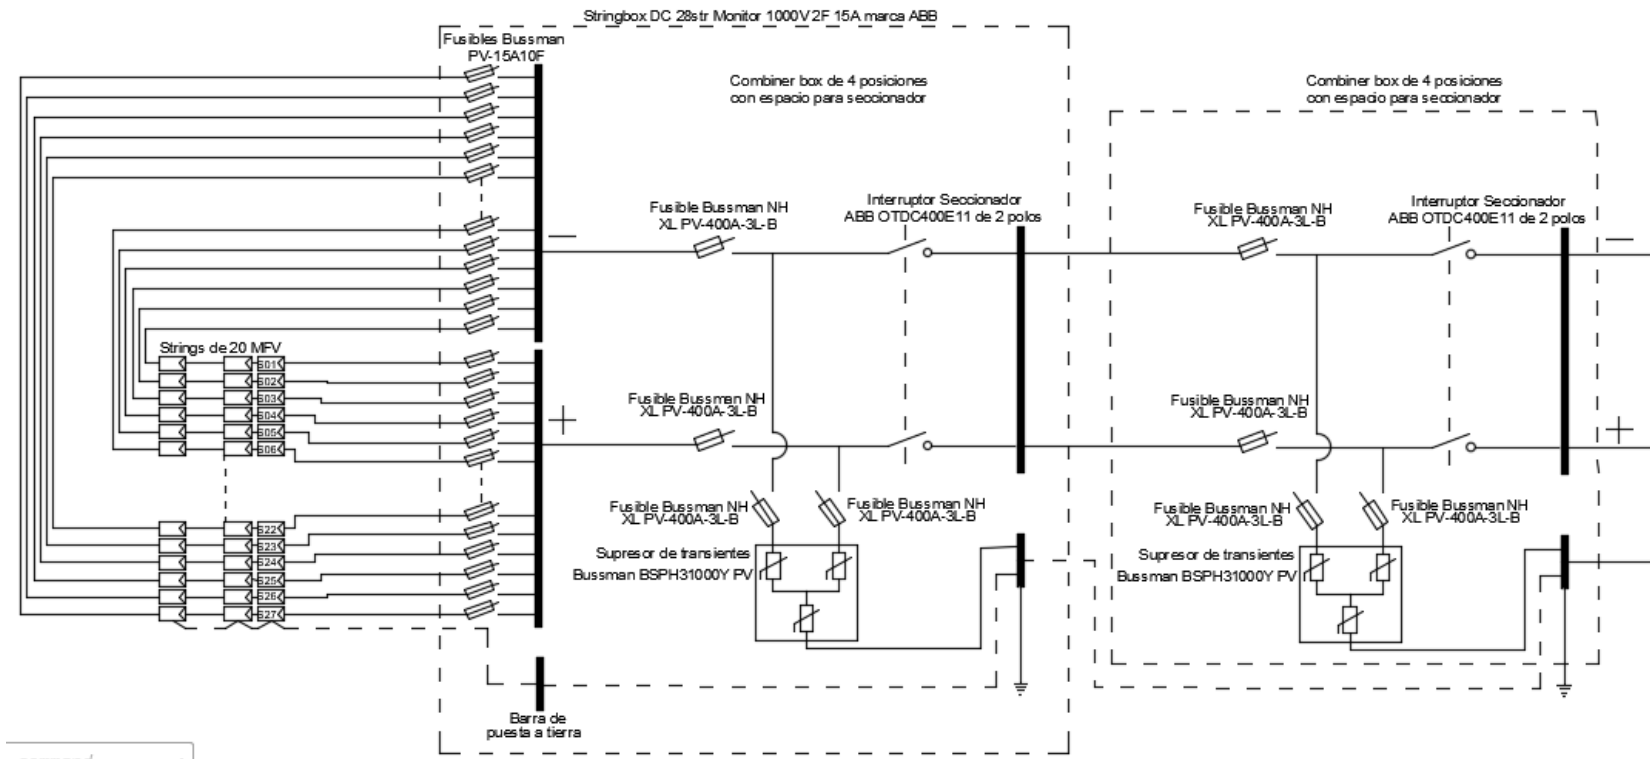 Stringbox DC 28str Monitor 1000V 2F 15A marca ABB
Fusibles Bussman
PV-15A10F
Combiner box de 4 posiciones
con espacio para seccionador
Combiner box de 4 posiciones
con espacio para seccionador
Fusible Bussman NH
XL PV-400A-3L-B
Interruptor Seccionador
ABB OTDC400E11 de 2 polos
Fusible Bussman NH
XL PV-400A-3L-B
Interruptor Seccionador
ABB OTDC400E11 de 2 polos
Strings de 20 MFV
S01
S02
S03
S04
S05
S06
Fusible Bussman NH
XL PV-400A-3L-B
Fusible Bussman NH
XL PV-400A-3L-B
S22
S23
S24
S25
S26
S27
Fusible Bussman NH
XL PV-400A-3L-B
Fusible Bussman NH
XL PV-400A-3L-B
Fusible Bussman NH
XL PV-400A-3L-B
Fusible Bussman NH
XL PV-400A-3L-B
Supresor de transientes
Bussman BSPH31000Y PV
Supresor de transientes
Bussman BSPH31000Y PV
Barra de
puesta a tierra